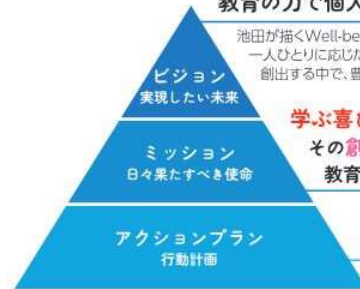 教育の力で個人
池田が描くWell-be
一人ひとりに応じた
創出する中で、豊
ビジョン
実現したい未来
学ぶ喜び
その創
教育
ミッション
日々果たすべき使命
アクションプラン
行動計画